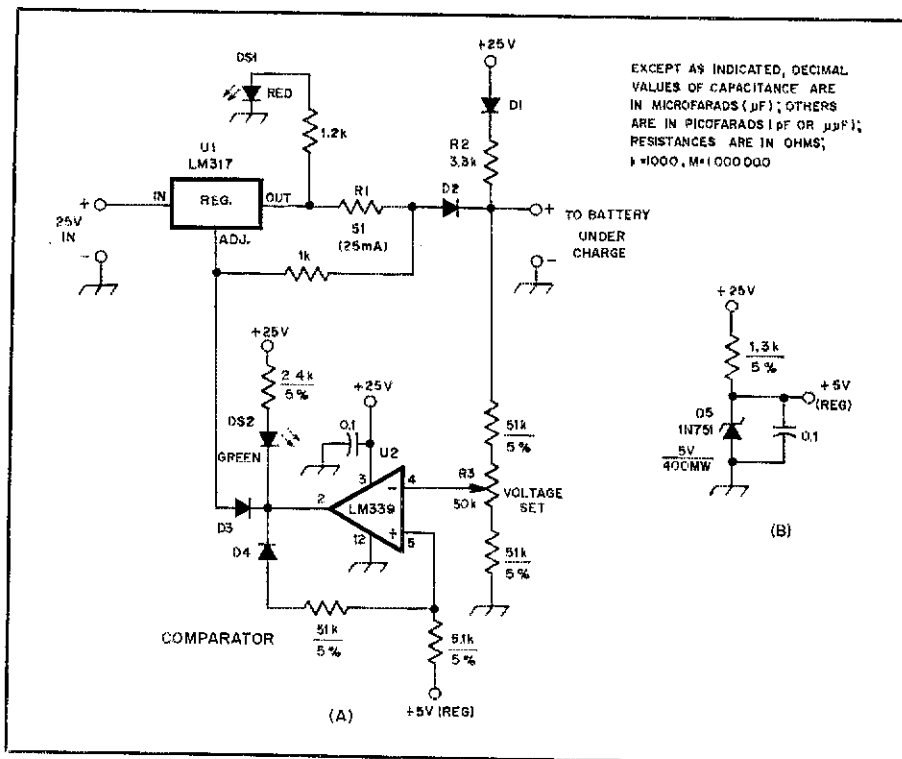 +25V
DS1
RED
1.2k
U1
LM317
IN
REG.
OUT
ADJ.
+
25V
IN
-
R1
51
(25mA)
1k
D1
R2
3.3k
D2
+
TO BATTERY
UNDER
CHARGE
-
EXCEPT AS INDICATED, DECIMAL
VALUES OF CAPACITANCE ARE
IN MICROFARADS (µF); OTHERS
ARE IN PICOFARADS (pF OR µµF);
RESISTANCES ARE IN OHMS;
k=1000, M=1000000
+25V
2.4k
5%
DS2
GREEN
+25V
0.1
U2
3
2
LM339
12
-
4
+
5
D3
D4
51k
5%
COMPARATOR
5.1k
5%
+5V (REG)
(A)
51k
5%
R3
50k
VOLTAGE
SET
51k
5%
+25V
1.3k
5%
+5V
(REG)
D5
1N751
5V
400MW
0.1
(B)